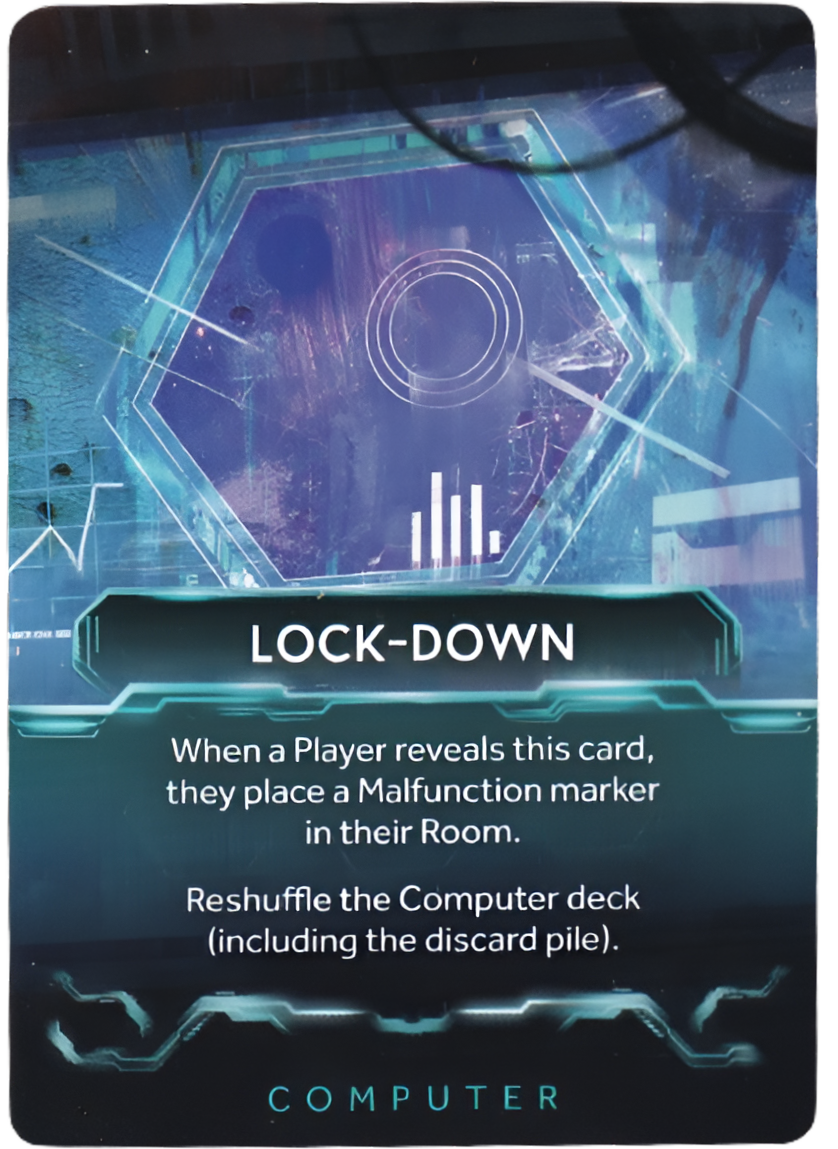 LOCK-DOWN
When a Player reveals this card,
they place a Malfunction marker
in their Room.
Reshuffle the Computer deck
(including the discard pile).
COMPUTER